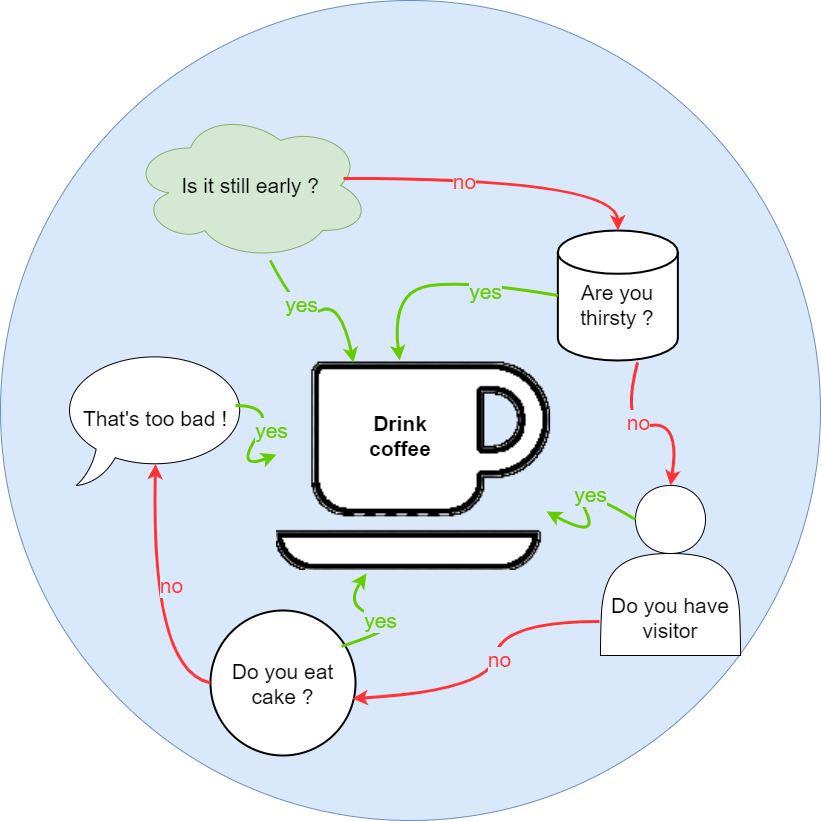 Is it still early ?
no
yes
yes
Are you
thirsty ?
no
That's too bad !
yes
Drink
coffee
yes
Do you have
visitor
no
yes
no
Do you eat
cake ?